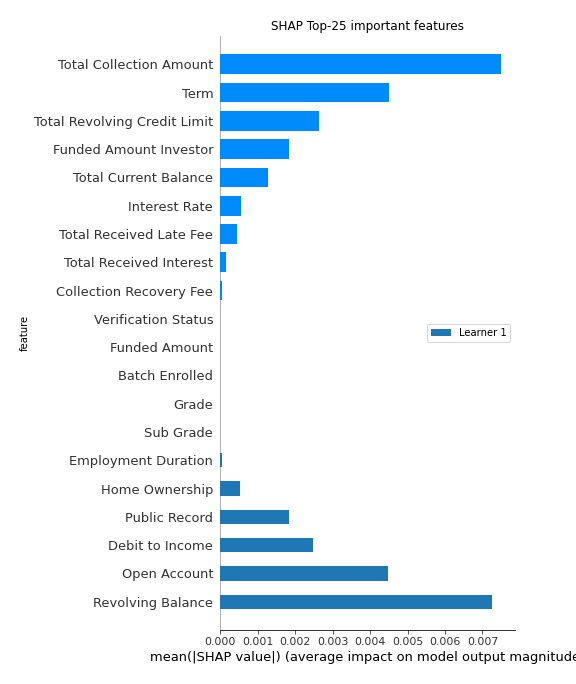 SHAP Top-25 important features
Total Collection Amount
Term
Total Revolving Credit Limit
Funded Amount Investor
Total Current Balance
Interest Rate
Total Received Late Fee
Total Received Interest
Collection Recovery Fee
Verification Status
Funded Amount
Batch Enrolled
Grade
Sub Grade
Employment Duration
Home Ownership
Public Record
Debit to Income
Open Account
Revolving Balance
feature
Learner 1
0.000 0.001 0.002 0.003 0.004 0.005 0.006 0.007
mean(|SHAP value|) (average impact on model output magnitude